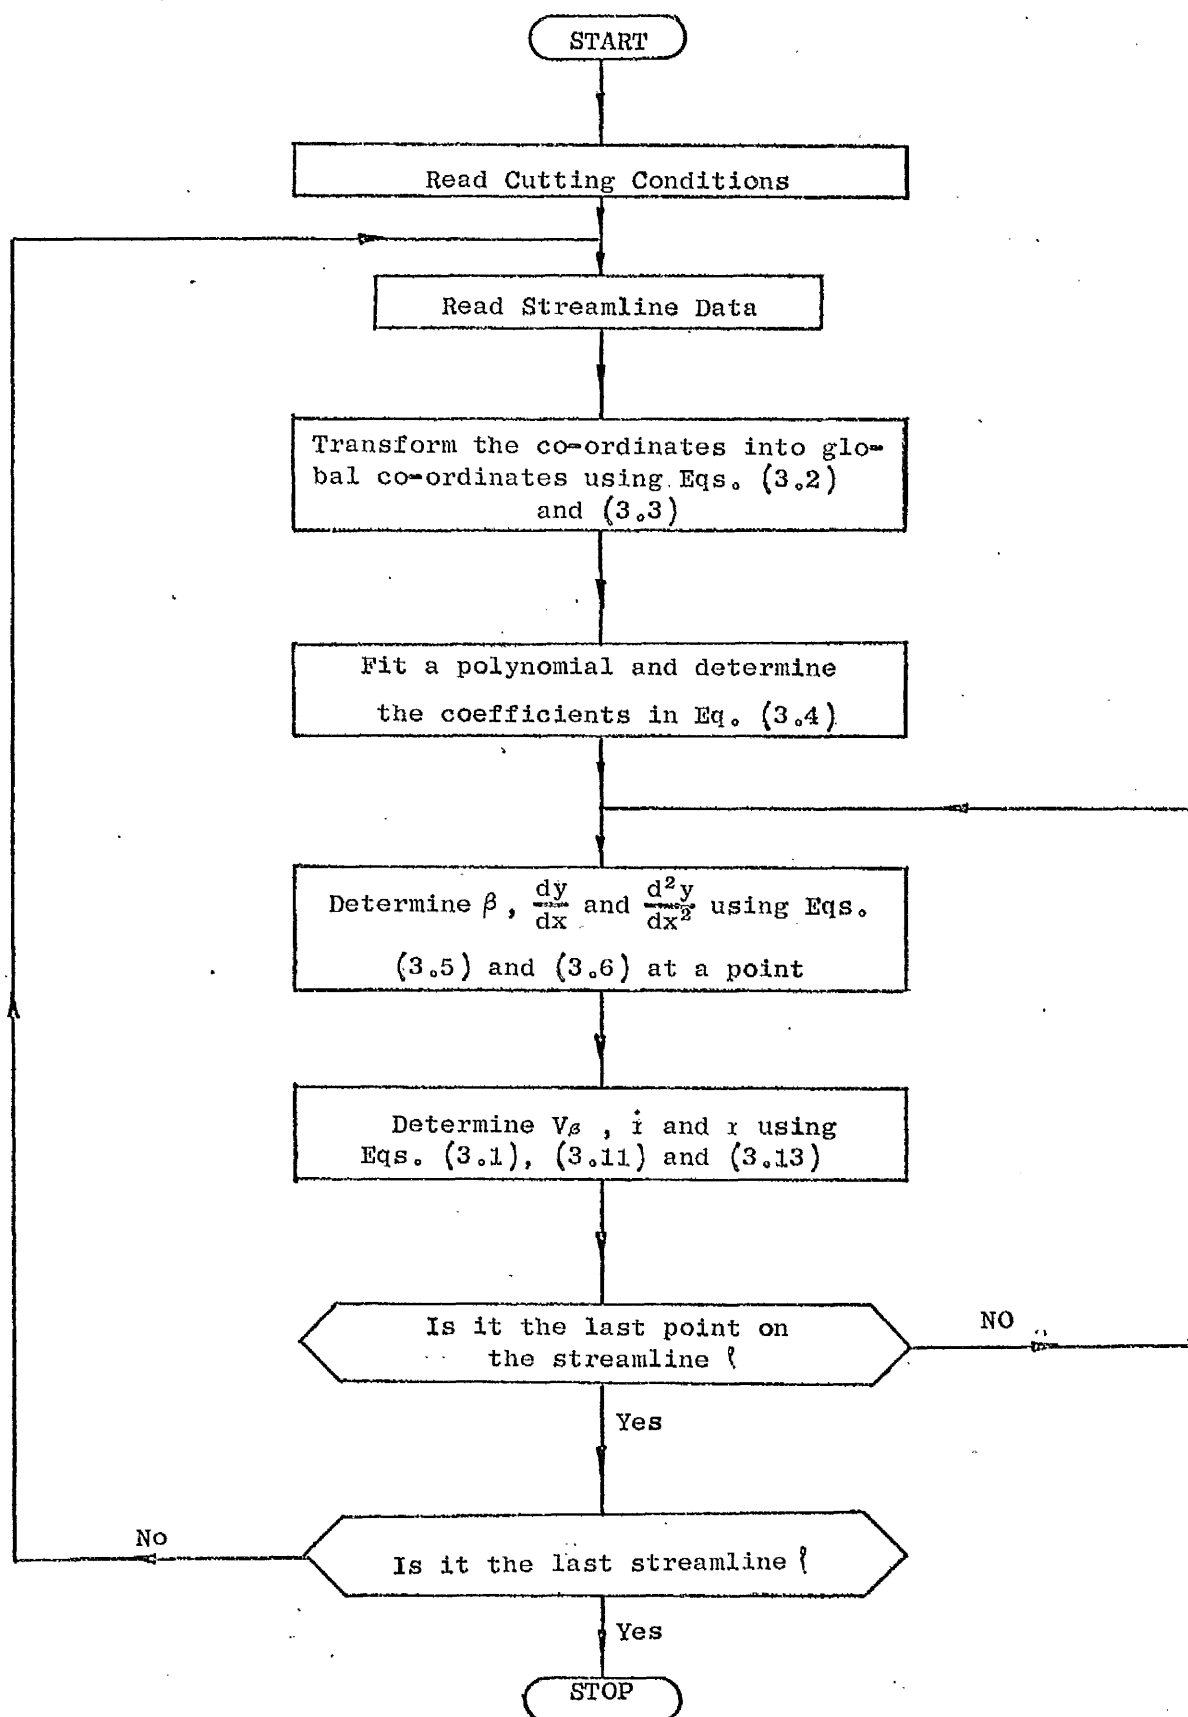 START
Read Cutting Conditions
Read Streamline Data
Transform the co-ordinates into glo-
bal co-ordinates using Eqs. (3.2)
and (3.3)
Fit a polynomial and determine
the coefficients in Eq. (3.4)
Determine β, dy/dx and d²y/dx² using Eqs.
(3.5) and (3.6) at a point
Determine Vβ , ɪ̇ and ɪ using
Eqs. (3.1), (3.11) and (3.13)
Is it the last point on
the streamline ?
NO
Yes
Is it the last streamline ?
No
Yes
STOP